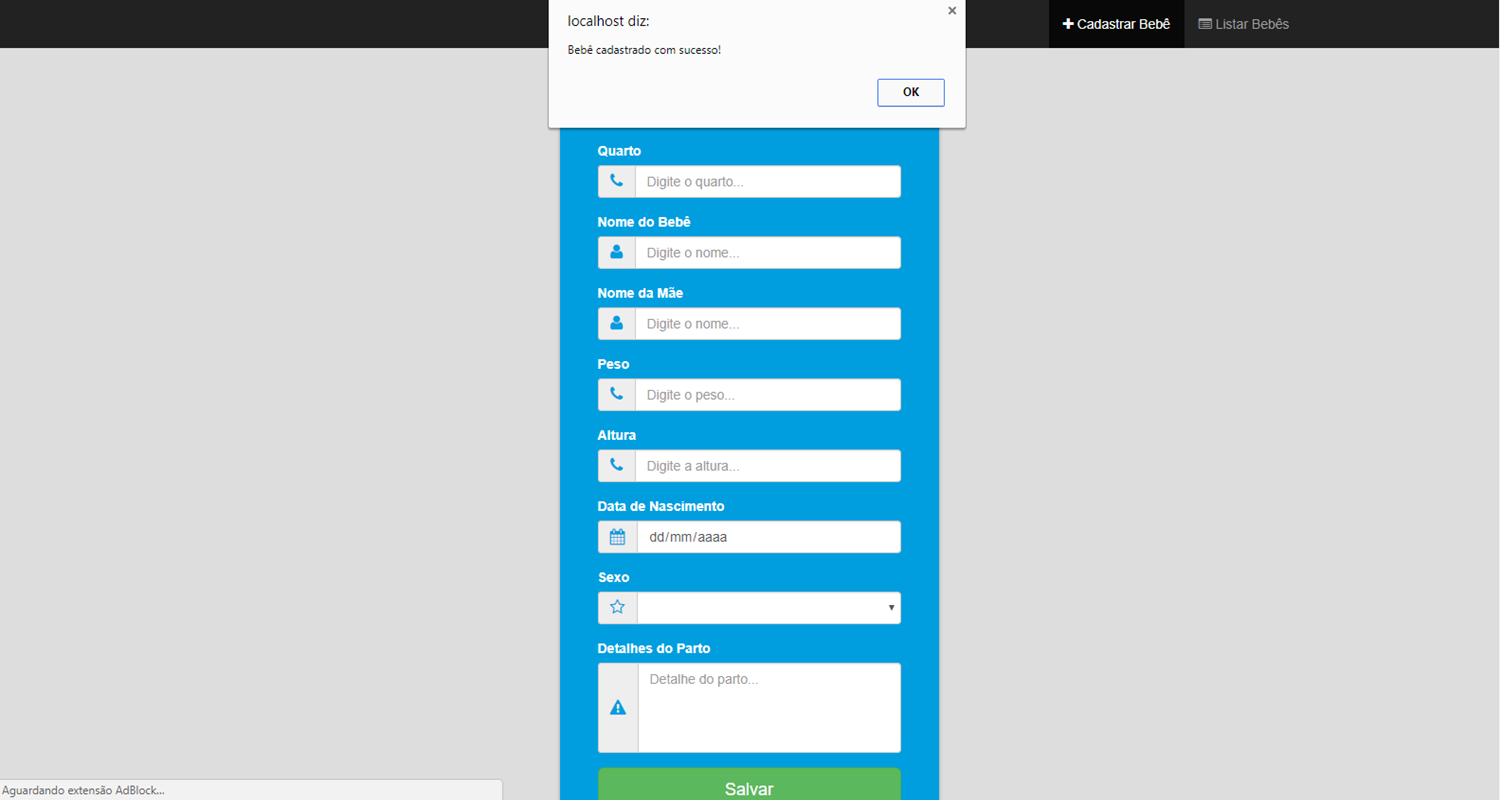 localhost diz:
Bebê cadastrado com sucesso!
OK
Cadastrar Bebê
Listar Bebês
Quarto
Digite o quarto...
Nome do Bebê
Digite o nome...
Nome da Mãe
Digite o nome...
Peso
Digite o peso...
Altura
Digite a altura...
Data de Nascimento
dd/mm/aaaa
Sexo
Detalhes do Parto
Detalhe do parto...
Salvar
Aguardando extensão AdBlock...